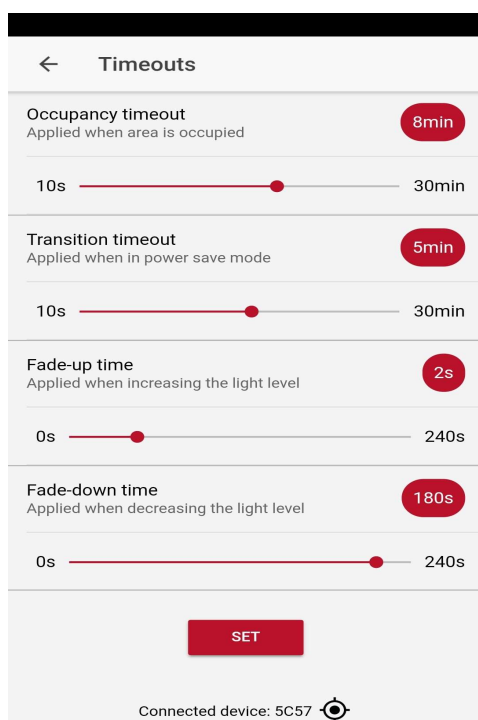 Timeouts
Occupancy timeout
Applied when area is occupied
8min
10s
30min
Transition timeout
Applied when in power save mode
5min
10s
30min
Fade-up time
Applied when increasing the light level
2s
0s
240s
Fade-down time
Applied when decreasing the light level
180s
0s
240s
SET
Connected device: 5C57